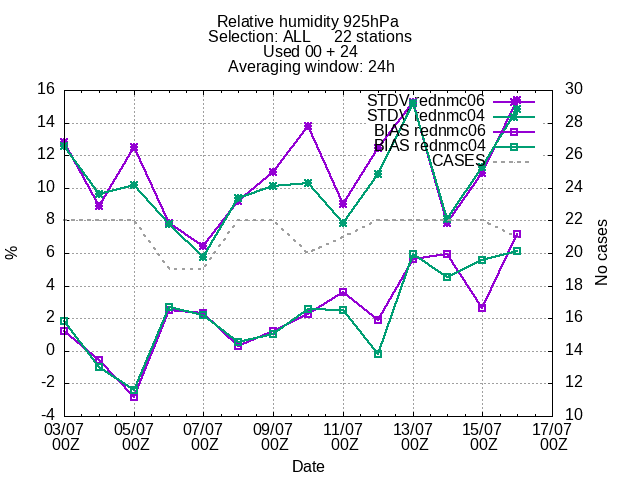 Relative humidity 925hPa
Selection: ALL     22 stations
Used 00 + 24
Averaging window: 24h
STDV rednmc06
STDV rednmc04
BIAS rednmc06
BIAS rednmc04
CASES
16
14
12
10
8
6
4
2
0
-2
-4
%
30
28
26
24
22
20
18
16
14
12
10
No cases
03/07 05/07 07/07 09/07 11/07 13/07 15/07 17/07
00Z 00Z 00Z 00Z 00Z 00Z 00Z 00Z
Date